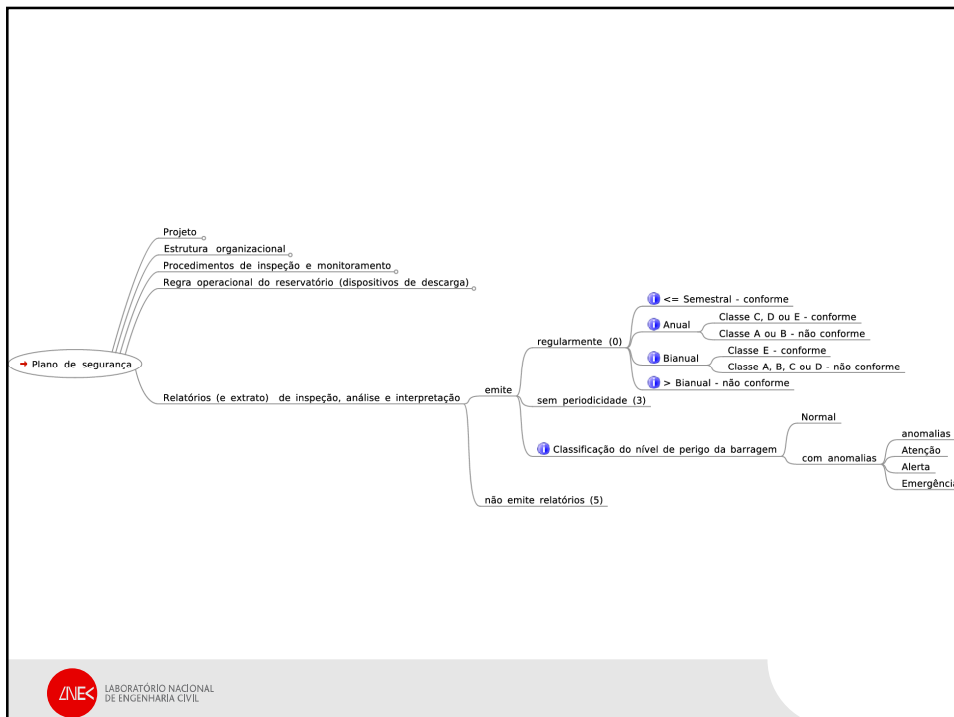 Projeto
Estrutura organizacional
Procedimentos de inspeção e monitoramento
Regra operacional do reservatório (dispositivos de descarga)
Plano de segurança
Relatórios (e extrato) de inspeção, análise e interpretação
emite
regularmente (0)
<= Semestral - conforme
Anual
Classe C, D ou E - conforme
Classe A ou B - não conforme
Bianual
Classe E - conforme
Classe A, B, C ou D - não conforme
> Bianual - não conforme
sem periodicidade (3)
Classificação do nível de perigo da barragem
Normal
com anomalias
anomalias
Atenção
Alerta
Emergência
não emite relatórios (5)
LNEC
LABORATÓRIO NACIONAL
DE ENGENHARIA CIVIL